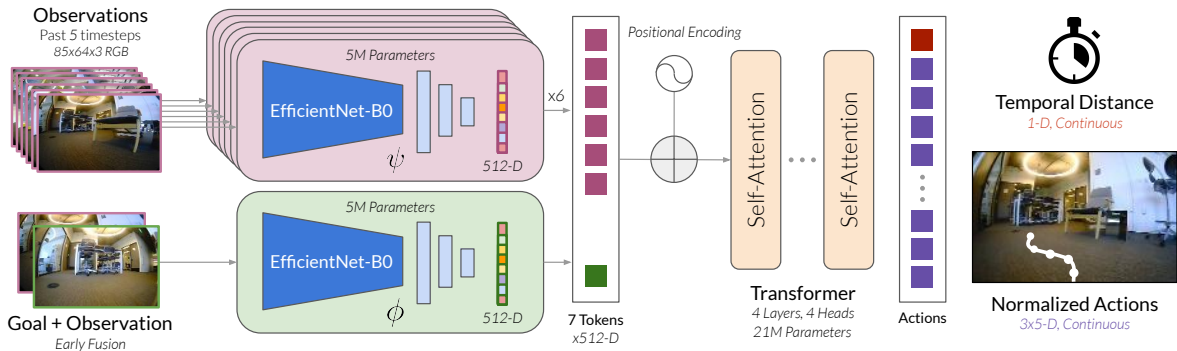 Observations
Past 5 timesteps
85x64x3 RGB
5M Parameters
EfficientNet-B0
ψ
512-D
x6
Goal + Observation
Early Fusion
5M Parameters
EfficientNet-B0
ϕ
512-D
7 Tokens
x512-D
Positional Encoding
Self-Attention
Self-Attention
Transformer
4 Layers, 4 Heads
21M Parameters
Actions
Temporal Distance
1-D, Continuous
Normalized Actions
3x5-D, Continuous